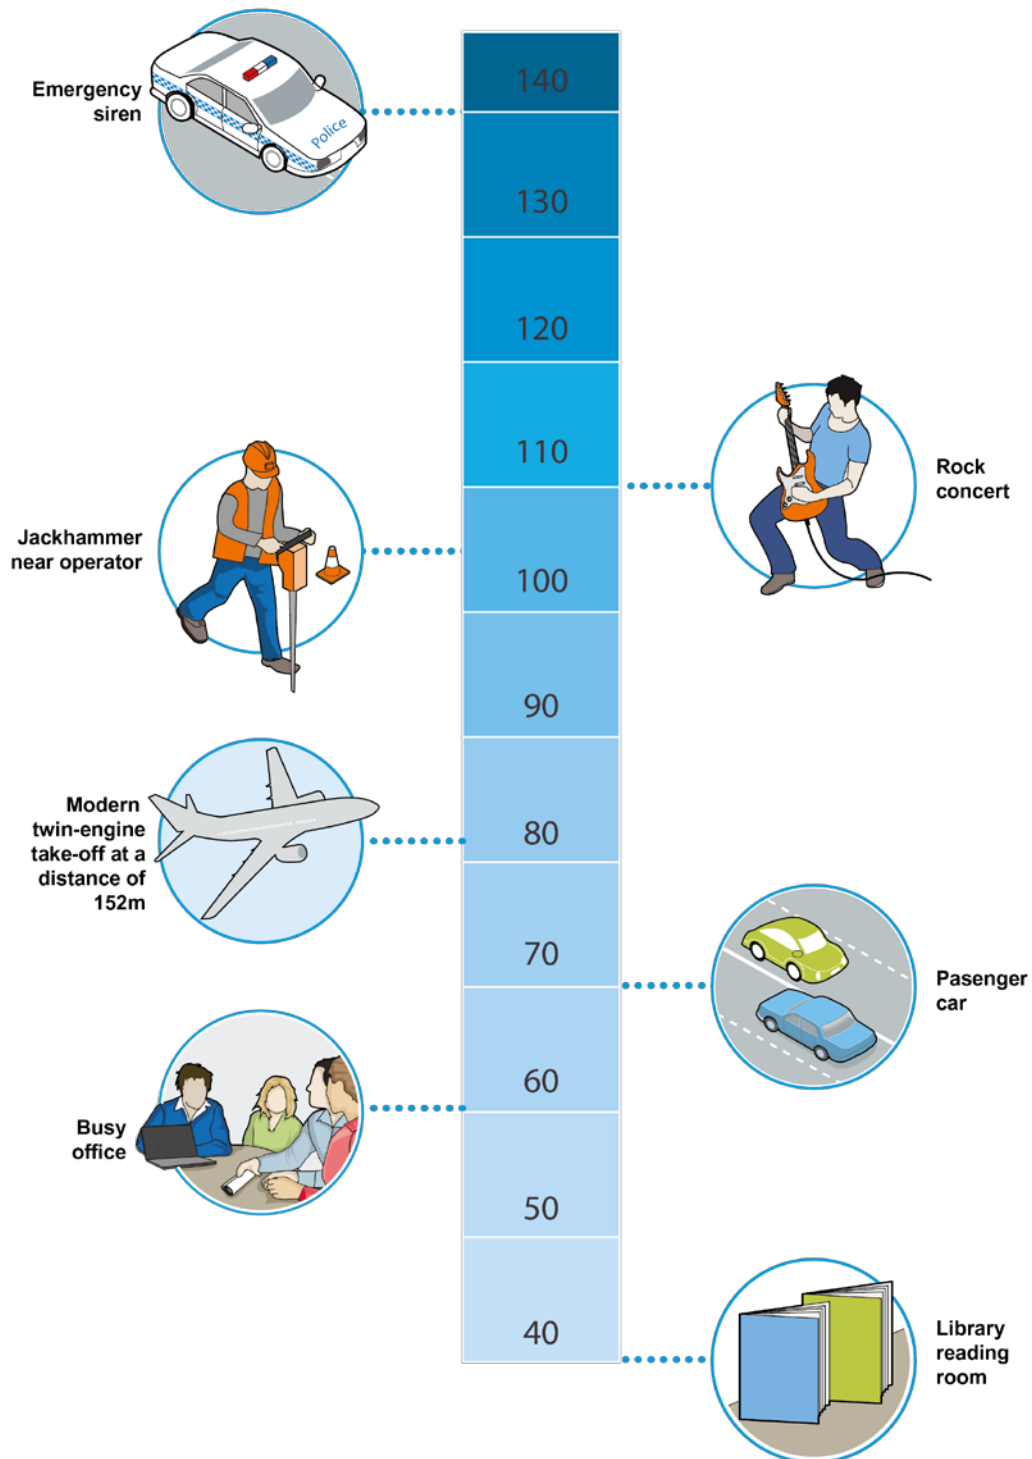 140
Emergency
siren
Police
130
120
110
Rock
concert
Jackhammer
near operator
100
90
Modern
twin-engine
take-off at a
distance of
152m
80
70
Pasenger
car
60
Busy
office
50
40
Library
reading
room